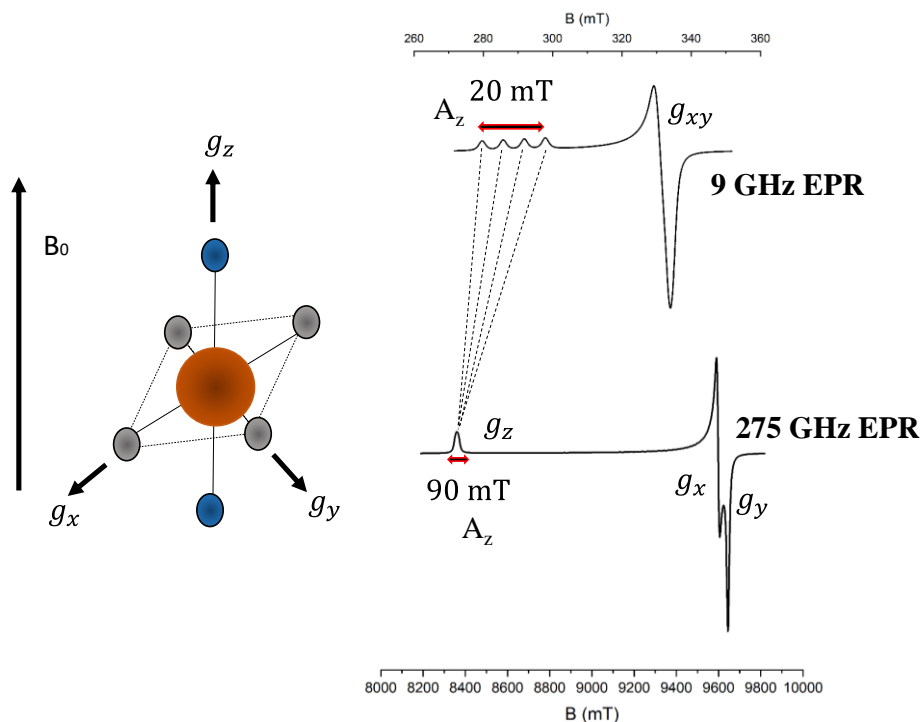 B (mT)
260 280 300 320 340 360
20 mT
A_z
g_xy
g_z
9 GHz EPR
B₀
g_z
275 GHz EPR
g_x
g_y
90 mT
A_z
g_x
g_y
8000 8200 8400 8600 8800 9000 9200 9400 9600 9800 10000
B (mT)